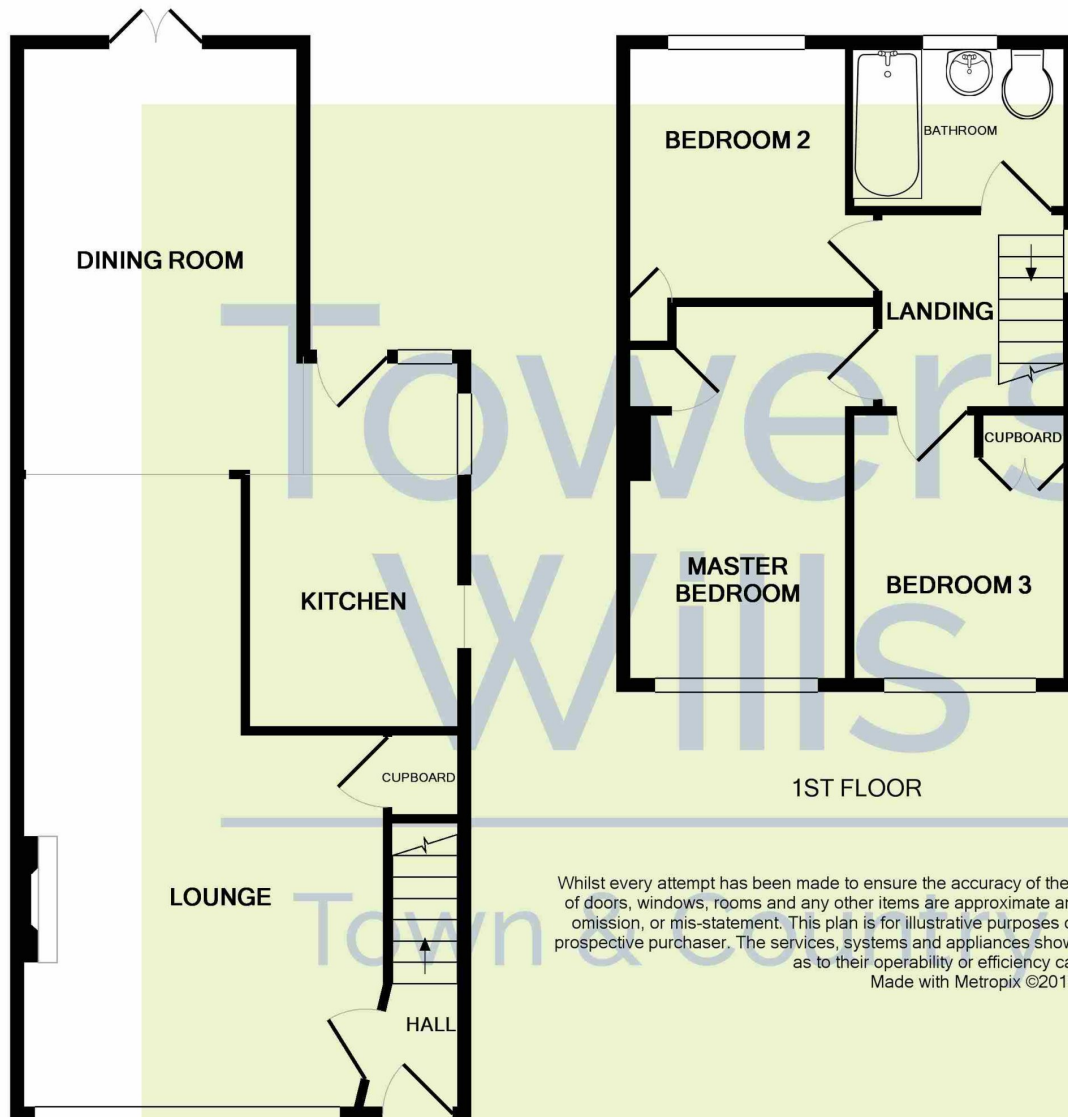 DINING ROOM
KITCHEN
CUPBOARD
LOUNGE
HALL
BEDROOM 2
BATHROOM
LANDING
CUPBOARD
MASTER
BEDROOM
BEDROOM 3
1ST FLOOR
Towers
Wills
Town & Country
Whilst every attempt has been made to ensure the accuracy of the
of doors, windows, rooms and any other items are approximate an
omission, or mis-statement. This plan is for illustrative purposes o
prospective purchaser. The services, systems and appliances show
as to their operability or efficiency ca
Made with Metropix ©201